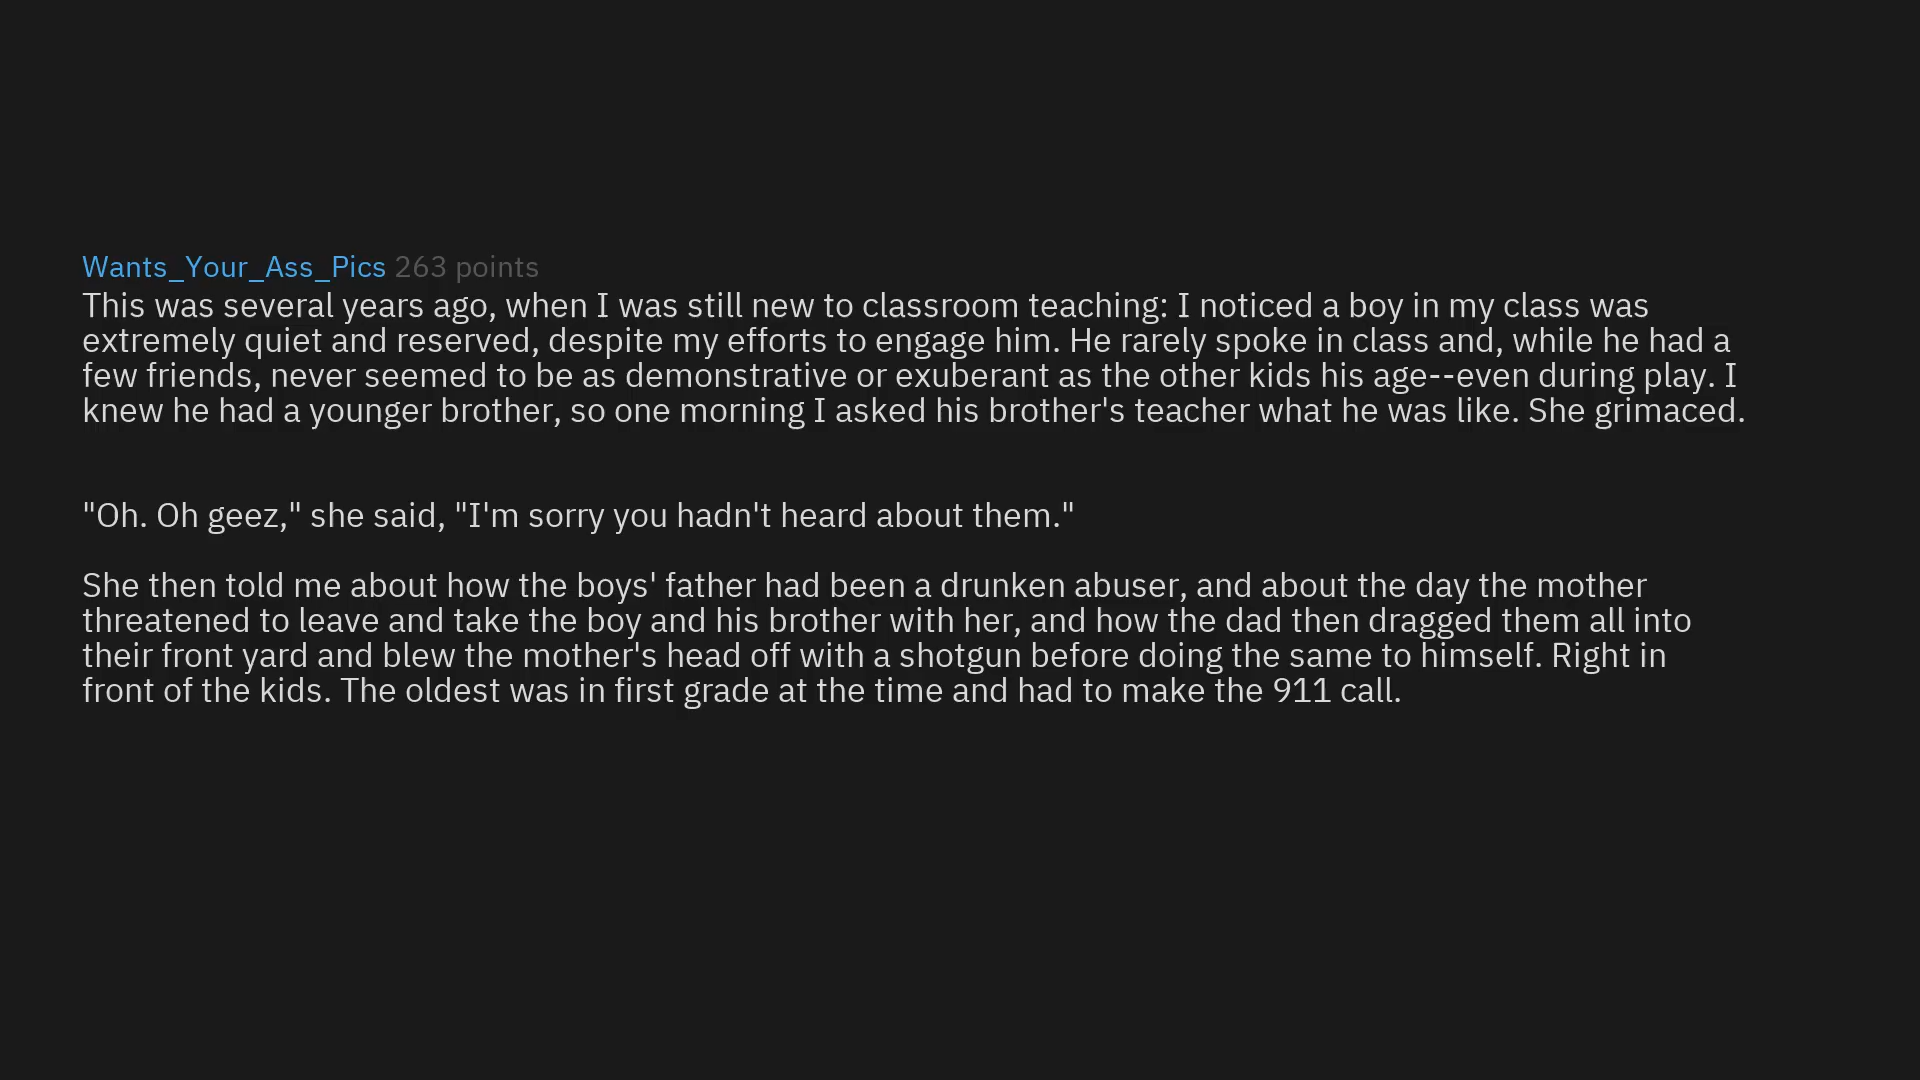 Wants_Your_Ass_Pics 263 points
This was several years ago, when I was still new to classroom teaching: I noticed a boy in my class was
extremely quiet and reserved, despite my efforts to engage him. He rarely spoke in class and, while he had a
few friends, never seemed to be as demonstrative or exuberant as the other kids his age--even during play. I
knew he had a younger brother, so one morning I asked his brother's teacher what he was like. She grimaced.
"Oh. Oh geez," she said, "I'm sorry you hadn't heard about them."
She then told me about how the boys' father had been a drunken abuser, and about the day the mother
threatened to leave and take the boy and his brother with her, and how the dad then dragged them all into
their front yard and blew the mother's head off with a shotgun before doing the same to himself. Right in
front of the kids. The oldest was in first grade at the time and had to make the 911 call.